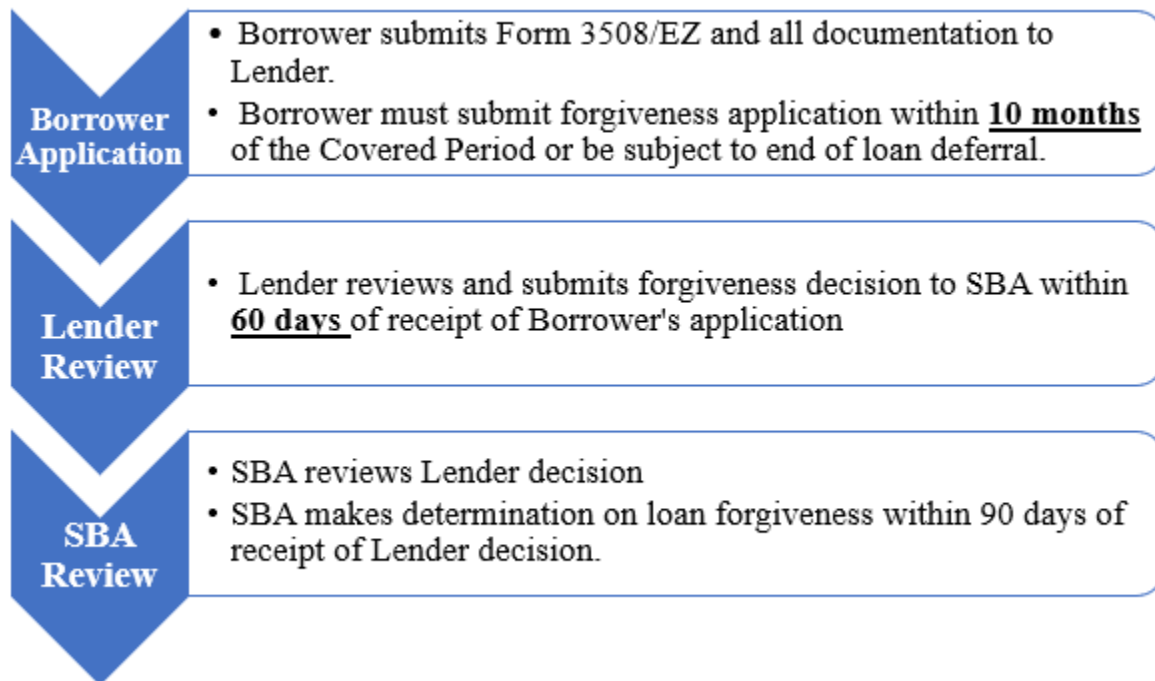 Borrower
Application
• Borrower submits Form 3508/EZ and all documentation to
Lender.
• Borrower must submit forgiveness application within 10 months
of the Covered Period or be subject to end of loan deferral.
Lender
Review
• Lender reviews and submits forgiveness decision to SBA within
60 days of receipt of Borrower's application
SBA
Review
• SBA reviews Lender decision
• SBA makes determination on loan forgiveness within 90 days of
receipt of Lender decision.